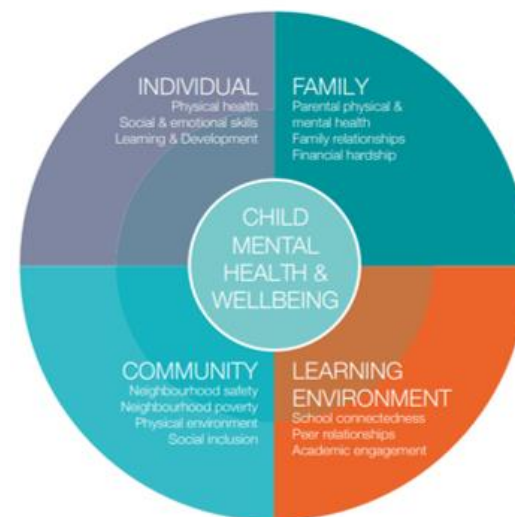 INDIVIDUAL
Physical health
Social & emotional skills
Learning & Development
FAMILY
Parental physical &
mental health
Family relationships
Financial hardship
CHILD
MENTAL
HEALTH &
WELLBEING
COMMUNITY
Neighbourhood safety
Neighbourhood poverty
Physical environment
Social inclusion
LEARNING
ENVIRONMENT
School connectedness
Peer relationships
Academic engagement